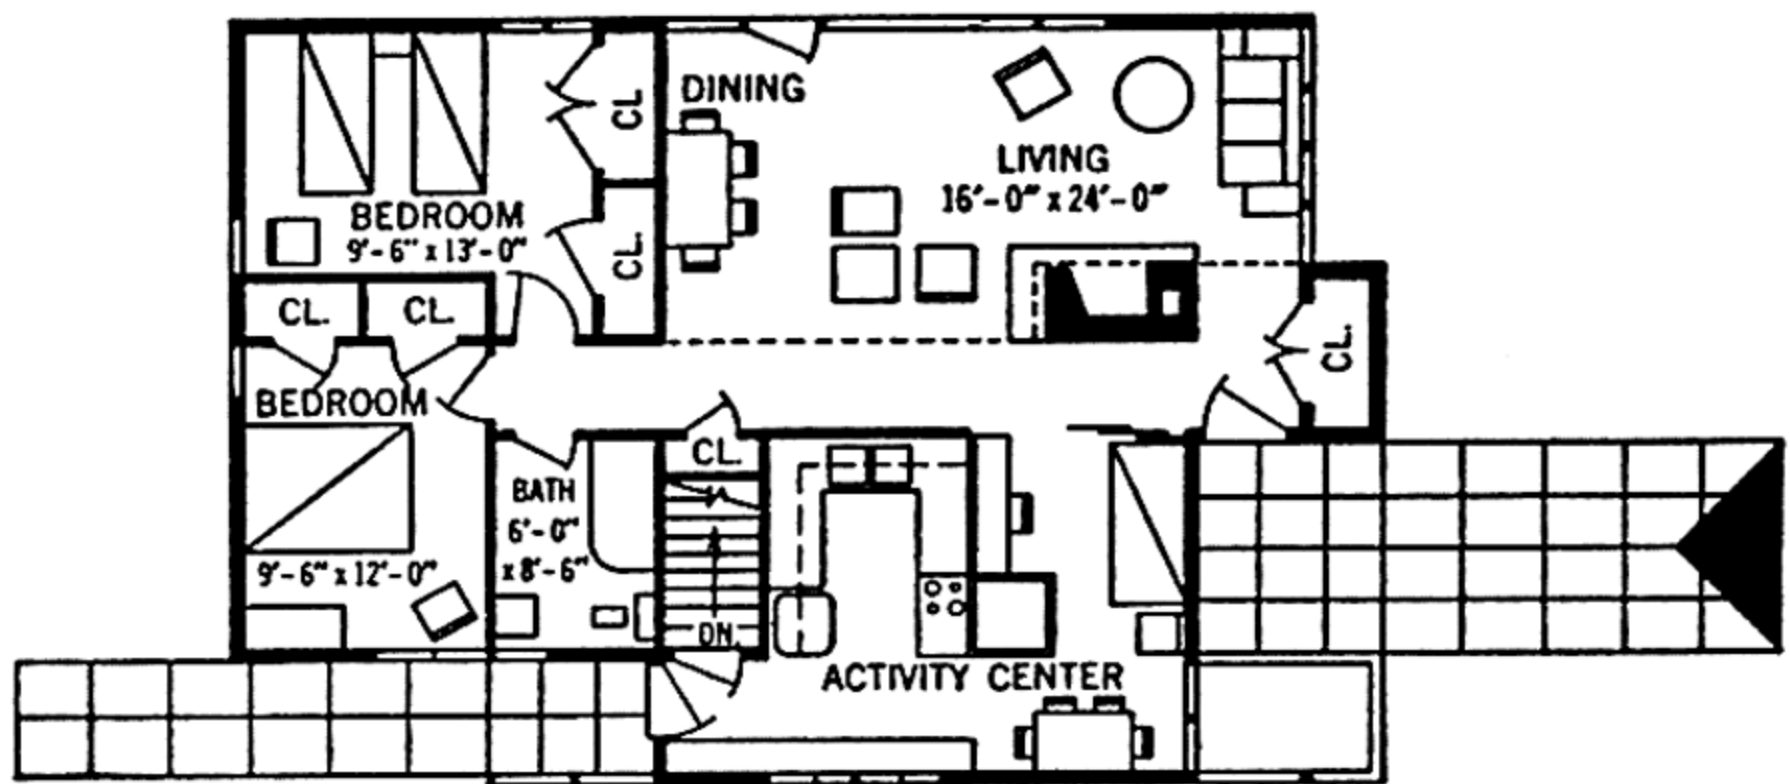 DINING
CL
LIVING
16'-0" x 24'-0"
BEDROOM
9'-6" x 13'-0"
CL.
CL.
CL.
CL.
BEDROOM
CL.
BATH
6'-0"
x 8'-6"
9'-6" x 12'-0"
DN.
ACTIVITY CENTER